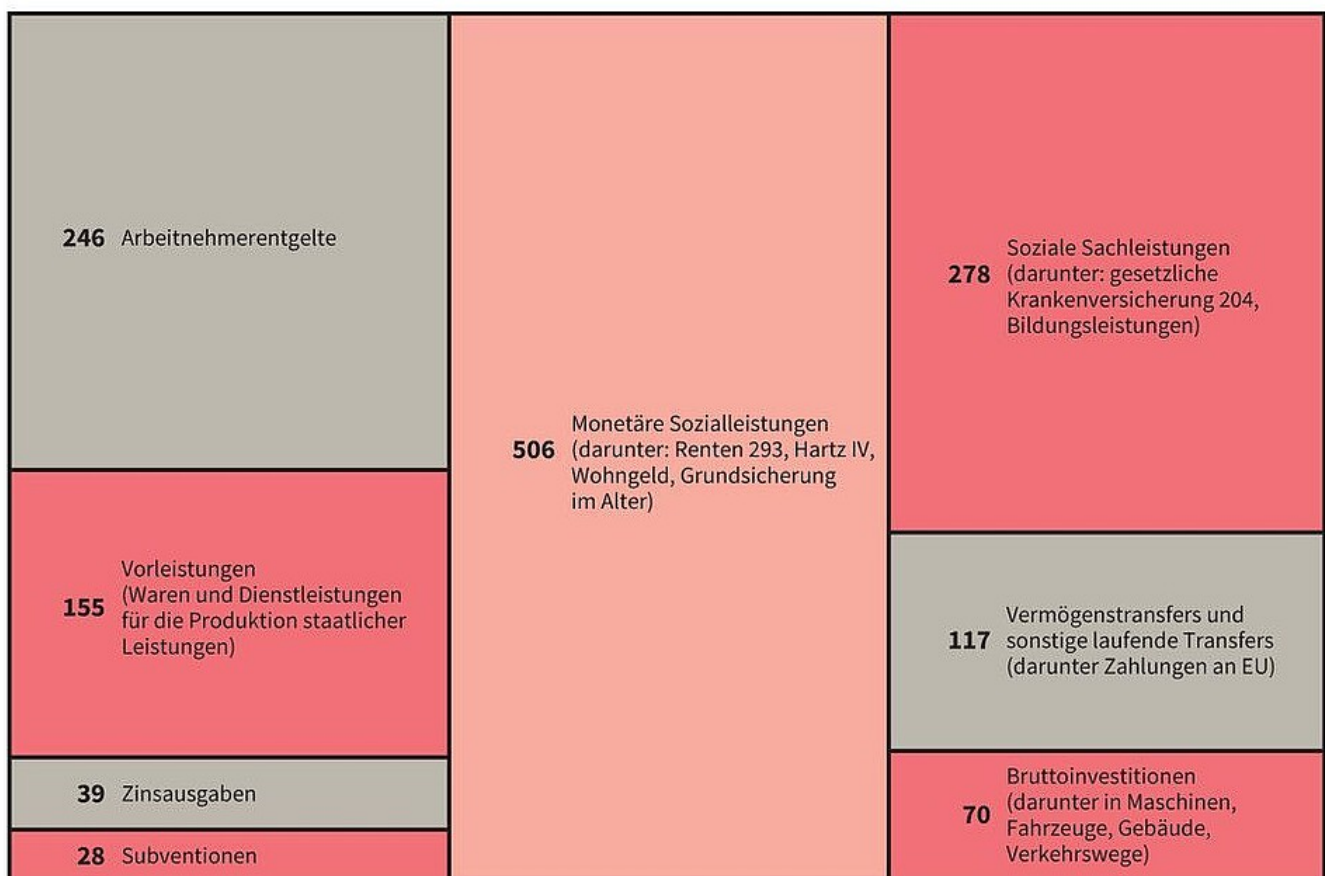 246 Arbeitnehmerentgelte
155 Vorleistungen
(Waren und Dienstleistungen
für die Produktion staatlicher
Leistungen)
39 Zinsausgaben
28 Subventionen
506 Monetäre Sozialleistungen
(darunter: Renten 293, Hartz IV,
Wohngeld, Grundsicherung
im Alter)
278 Soziale Sachleistungen
(darunter: gesetzliche
Krankenversicherung 204,
Bildungsleistungen)
117 Vermögenstransfers und
sonstige laufende Transfers
(darunter Zahlungen an EU)
70 Bruttoinvestitionen
(darunter in Maschinen,
Fahrzeuge, Gebäude,
Verkehrswege)